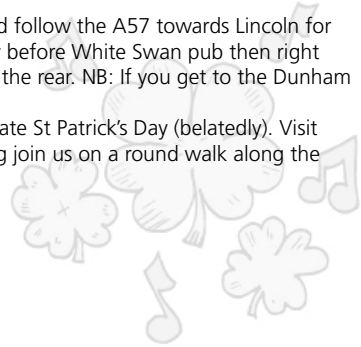 d follow the A57 towards Lincoln for
before White Swan pub then right
the rear. NB: If you get to the Dunham
ate St Patrick's Day (belatedly). Visit
g join us on a round walk along the